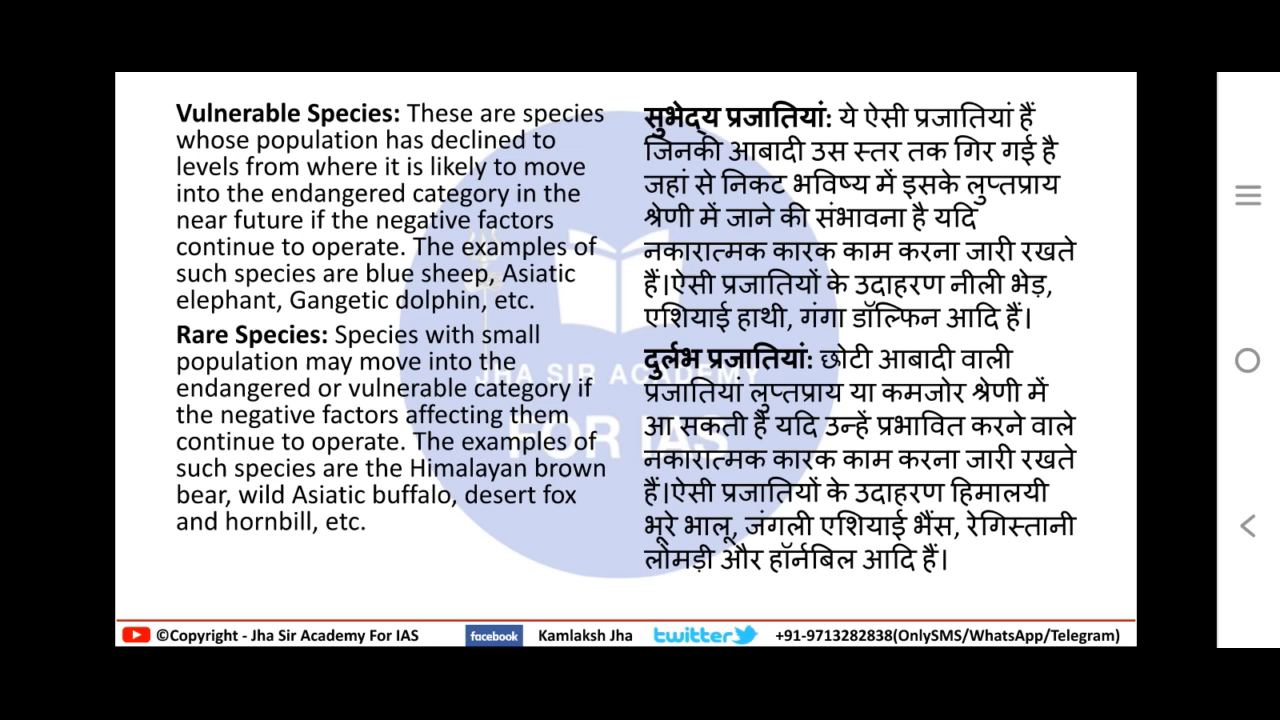 Vulnerable Species: These are species
whose population has declined to
levels from where it is likely to move
into the endangered category in the
near future if the negative factors
continue to operate. The examples of
such species are blue sheep, Asiatic
elephant, Gangetic dolphin, etc.
Rare Species: Species with small
population may move into the
endangered or vulnerable category if
the negative factors affecting them
continue to operate. The examples of
such species are the Himalayan brown
bear, wild Asiatic buffalo, desert fox
and hornbill, etc.
सुभेद्य प्रजातियां: ये ऐसी प्रजातियां हैं
जिनकी आबादी उस स्तर तक गिर गई है
जहां से निकट भविष्य में इसके लुप्तप्राय
श्रेणी में जाने की संभावना है यदि
नकारात्मक कारक काम करना जारी रखते
हैं।ऐसी प्रजातियों के उदाहरण नीली भेड़,
एशियाई हाथी, गंगा डॉल्फिन आदि हैं।
दुर्लभ प्रजातियां: छोटी आबादी वाली
प्रजातियां लुप्तप्राय या कमजोर श्रेणी में
आ सकती हैं यदि उन्हें प्रभावित करने वाले
नकारात्मक कारक काम करना जारी रखते
हैं।ऐसी प्रजातियों के उदाहरण हिमालयी
भूरे भालू, जंगली एशियाई भैंस, रेगिस्तानी
लोमड़ी और हॉर्नबिल आदि हैं।
JHA SIR ACADEMY
FOR IAS
©Copyright - Jha Sir Academy For IAS facebook Kamlaksh Jha twitter +91-9713282838(OnlySMS/WhatsApp/Telegram)